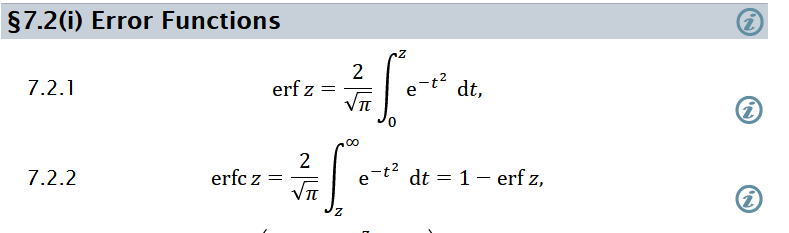 §7.2(i) Error Functions
7.2.1 erf z = 2/√π ∫₀ᶻ e^(−t²) dt,
7.2.2 erfc z = 2/√π ∫_z^∞ e^(−t²) dt = 1 − erf z,